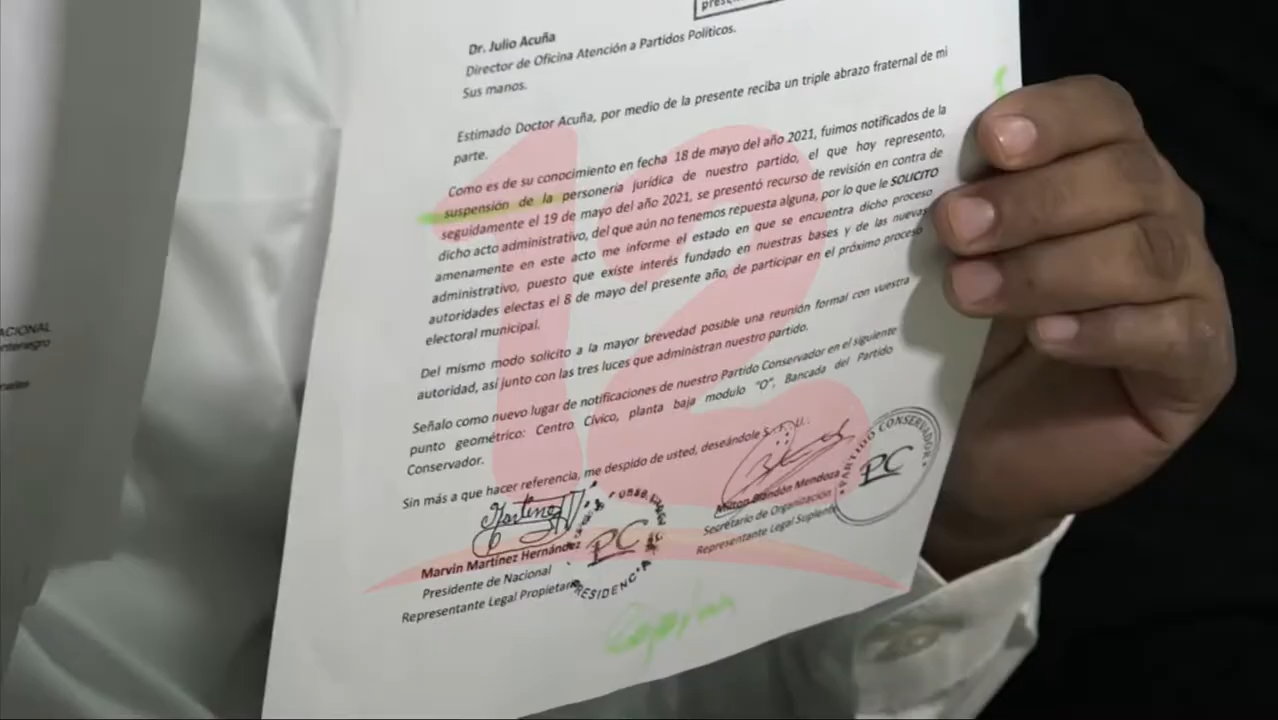 Dr. Julio Acuña
Director de Oficina Atención a Partidos Políticos.
Sus manos.
Estimado Doctor Acuña, por medio de la presente reciba un triple abrazo fraternal de mi
parte.
Como es de su conocimiento en fecha 18 de mayo del año 2021, fuimos notificados de la
suspensión de la personería jurídica de nuestro partido, el que hoy represento,
seguidamente el 19 de mayo del año 2021, se presentó recurso de revisión en contra de
dicho acto administrativo, del que aún no tenemos repuesta alguna, por lo que le SOLICITO
amenamente en este acto me informe el estado en que se encuentra dicho proceso
administrativo, puesto que existe interés fundado en nuestras bases y de las nuevas
autoridades electas el 8 de mayo del presente año, de participar en el próximo proceso
electoral municipal.
Del mismo modo solicito a la mayor brevedad posible una reunión formal con vuestra
autoridad, así junto con las tres luces que administran nuestro partido.
Señalo como nuevo lugar de notificaciones de nuestro Partido Conservador en el siguiente
punto geométrico: Centro Cívico, planta baja modulo "O", Bancada del Partido
Conservador.
Sin más a que hacer referencia, me despido de usted, deseándole S. F. U.
Martinez
Marvin Martínez Hernández
Presidente de Nacional
Representante Legal Propietario
PC
PRESIDENCIA
Milton Blandón Mendoza
Secretario de Organización
Representante Legal Suplente
PARTIDO CONSERVADOR
PC
12
ACIONAL
ntenegro